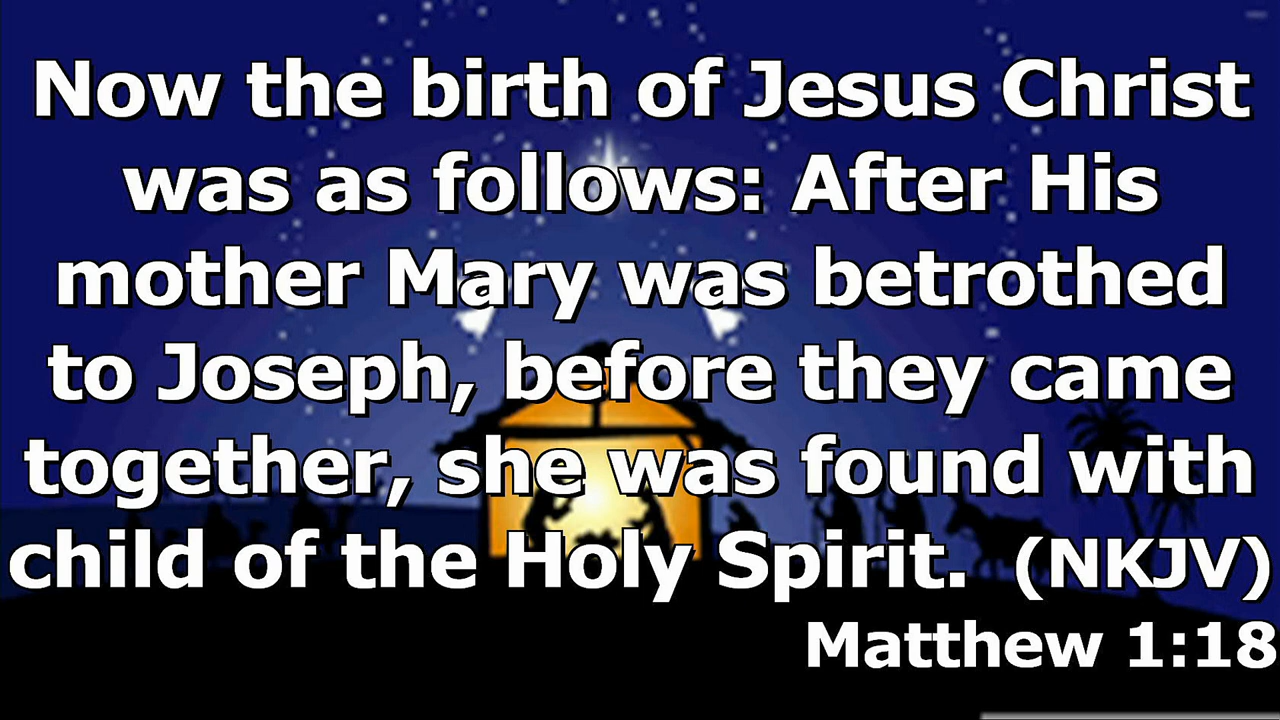 Now the birth of Jesus Christ
was as follows: After His
mother Mary was betrothed
to Joseph, before they came
together, she was found with
child of the Holy Spirit. (NKJV)
Matthew 1:18